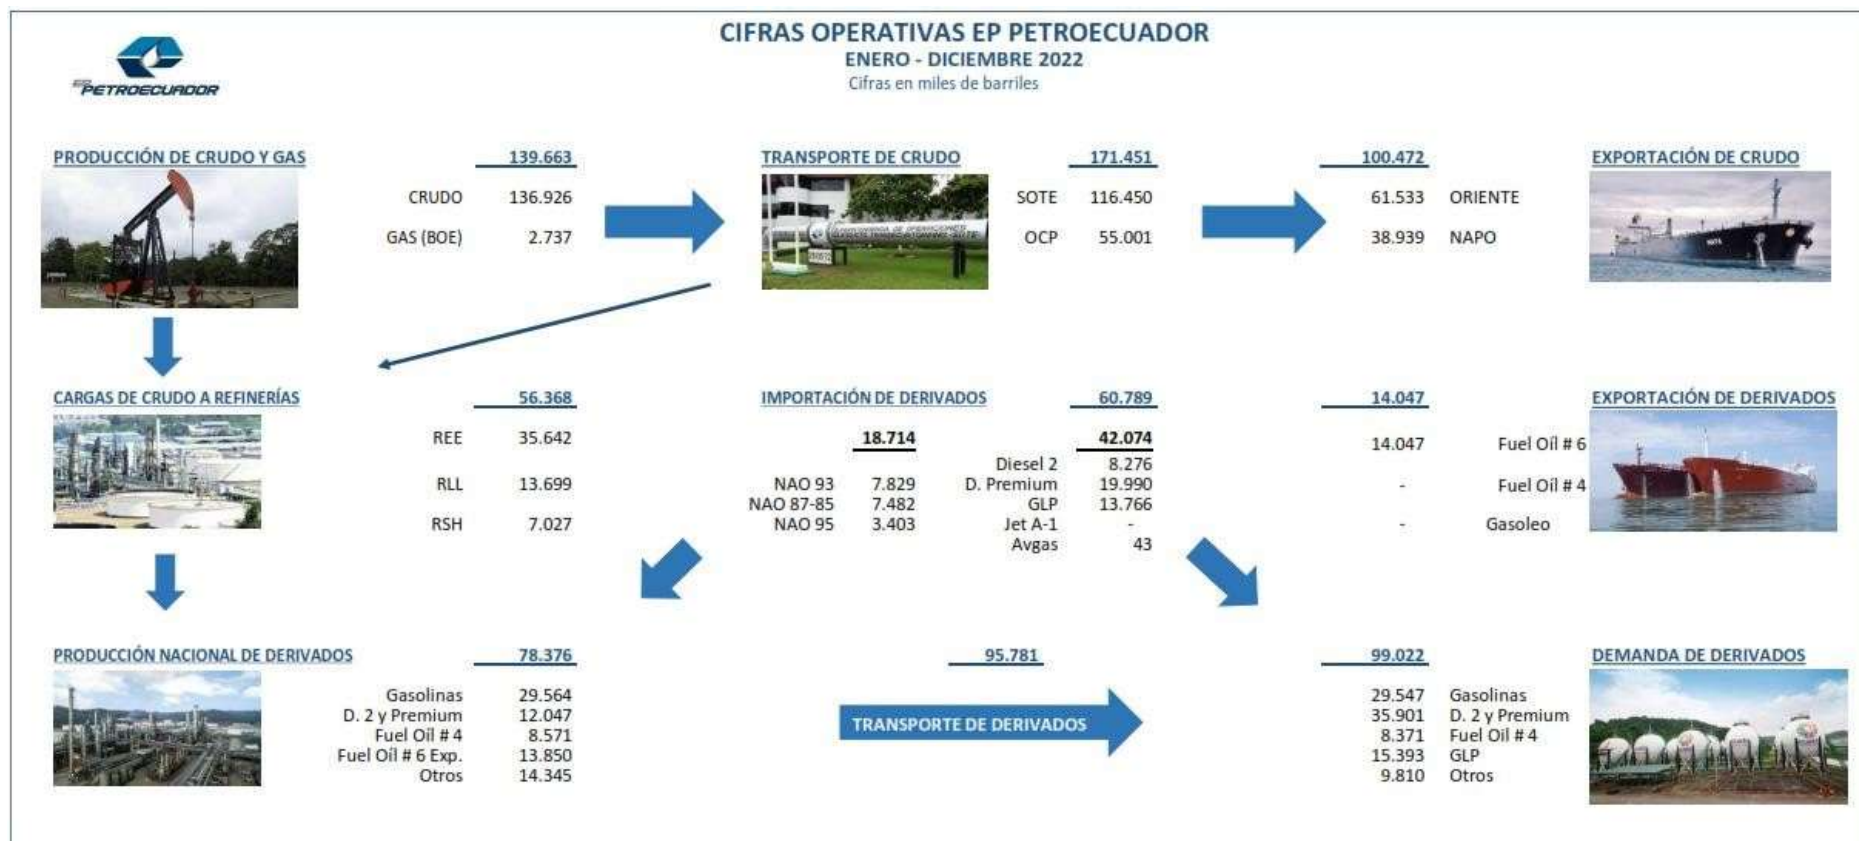 CIFRAS OPERATIVAS EP PETROECUADOR
ENERO - DICIEMBRE 2022
Cifras en miles de barriles
EP PETROECUADOR
PRODUCCIÓN DE CRUDO Y GAS 139.663
CRUDO 136.926
GAS (BOE) 2.737
TRANSPORTE DE CRUDO 171.451
SOTE 116.450
OCP 55.001
100.472 EXPORTACIÓN DE CRUDO
61.533 ORIENTE
38.939 NAPO
CARGAS DE CRUDO A REFINERÍAS 56.368
REE 35.642
RLL 13.699
RSH 7.027
IMPORTACIÓN DE DERIVADOS 60.789
18.714 42.074
Diesel 2 8.276
NAO 93 7.829 D. Premium 19.990
NAO 87-85 7.482 GLP 13.766
NAO 95 3.403 Jet A-1 -
Avgas 43
14.047 EXPORTACIÓN DE DERIVADOS
14.047 Fuel Oíl # 6
- Fuel Oíl # 4
- Gasoleo
PRODUCCIÓN NACIONAL DE DERIVADOS 78.376
Gasolinas 29.564
D. 2 y Premium 12.047
Fuel Oíl # 4 8.571
Fuel Oíl # 6 Exp. 13.850
Otros 14.345
95.781
TRANSPORTE DE DERIVADOS
99.022 DEMANDA DE DERIVADOS
29.547 Gasolinas
35.901 D. 2 y Premium
8.371 Fuel Oil # 4
15.393 GLP
9.810 Otros